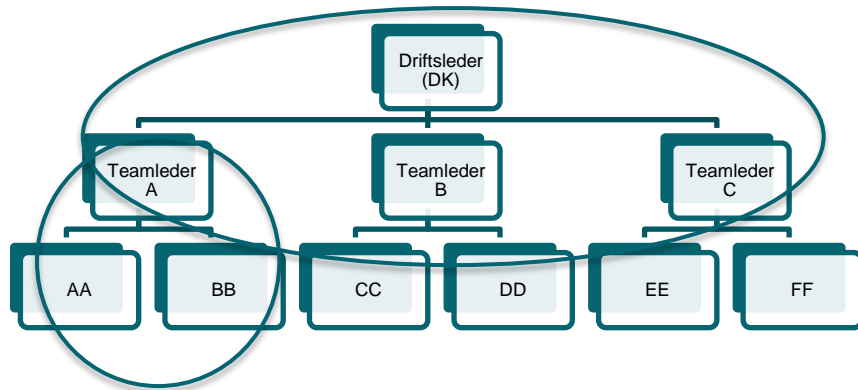 Driftsleder
(DK)
Teamleder
A
Teamleder
B
Teamleder
C
AA
BB
CC
DD
EE
FF